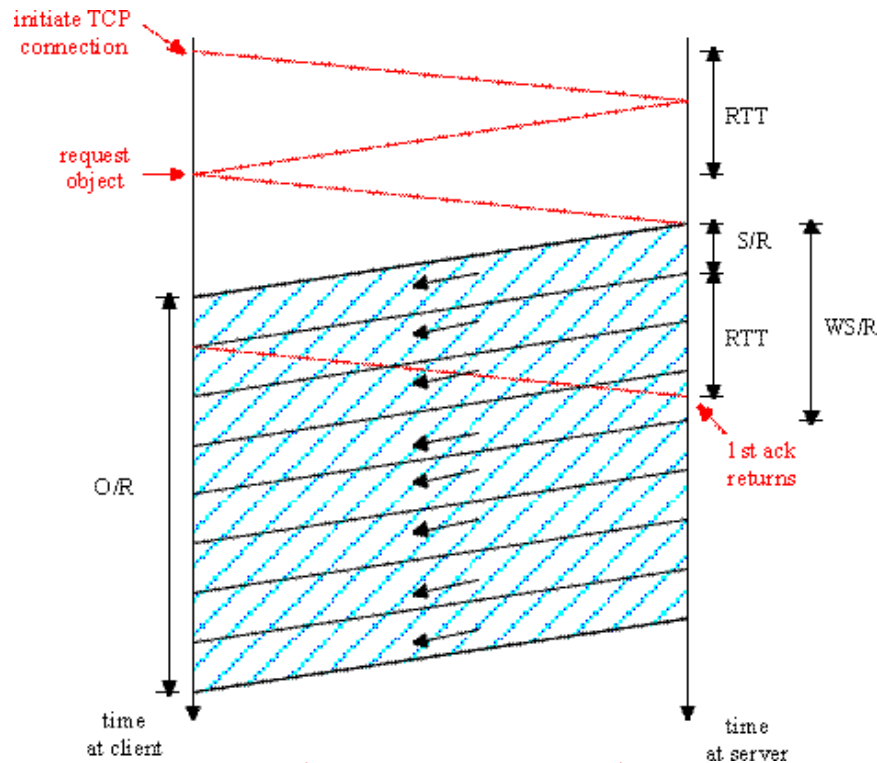 initiate TCP
connection
RTT
request
object
S/R
WS/R
RTT
1st ack
returns
O/R
time
at client
time
at server